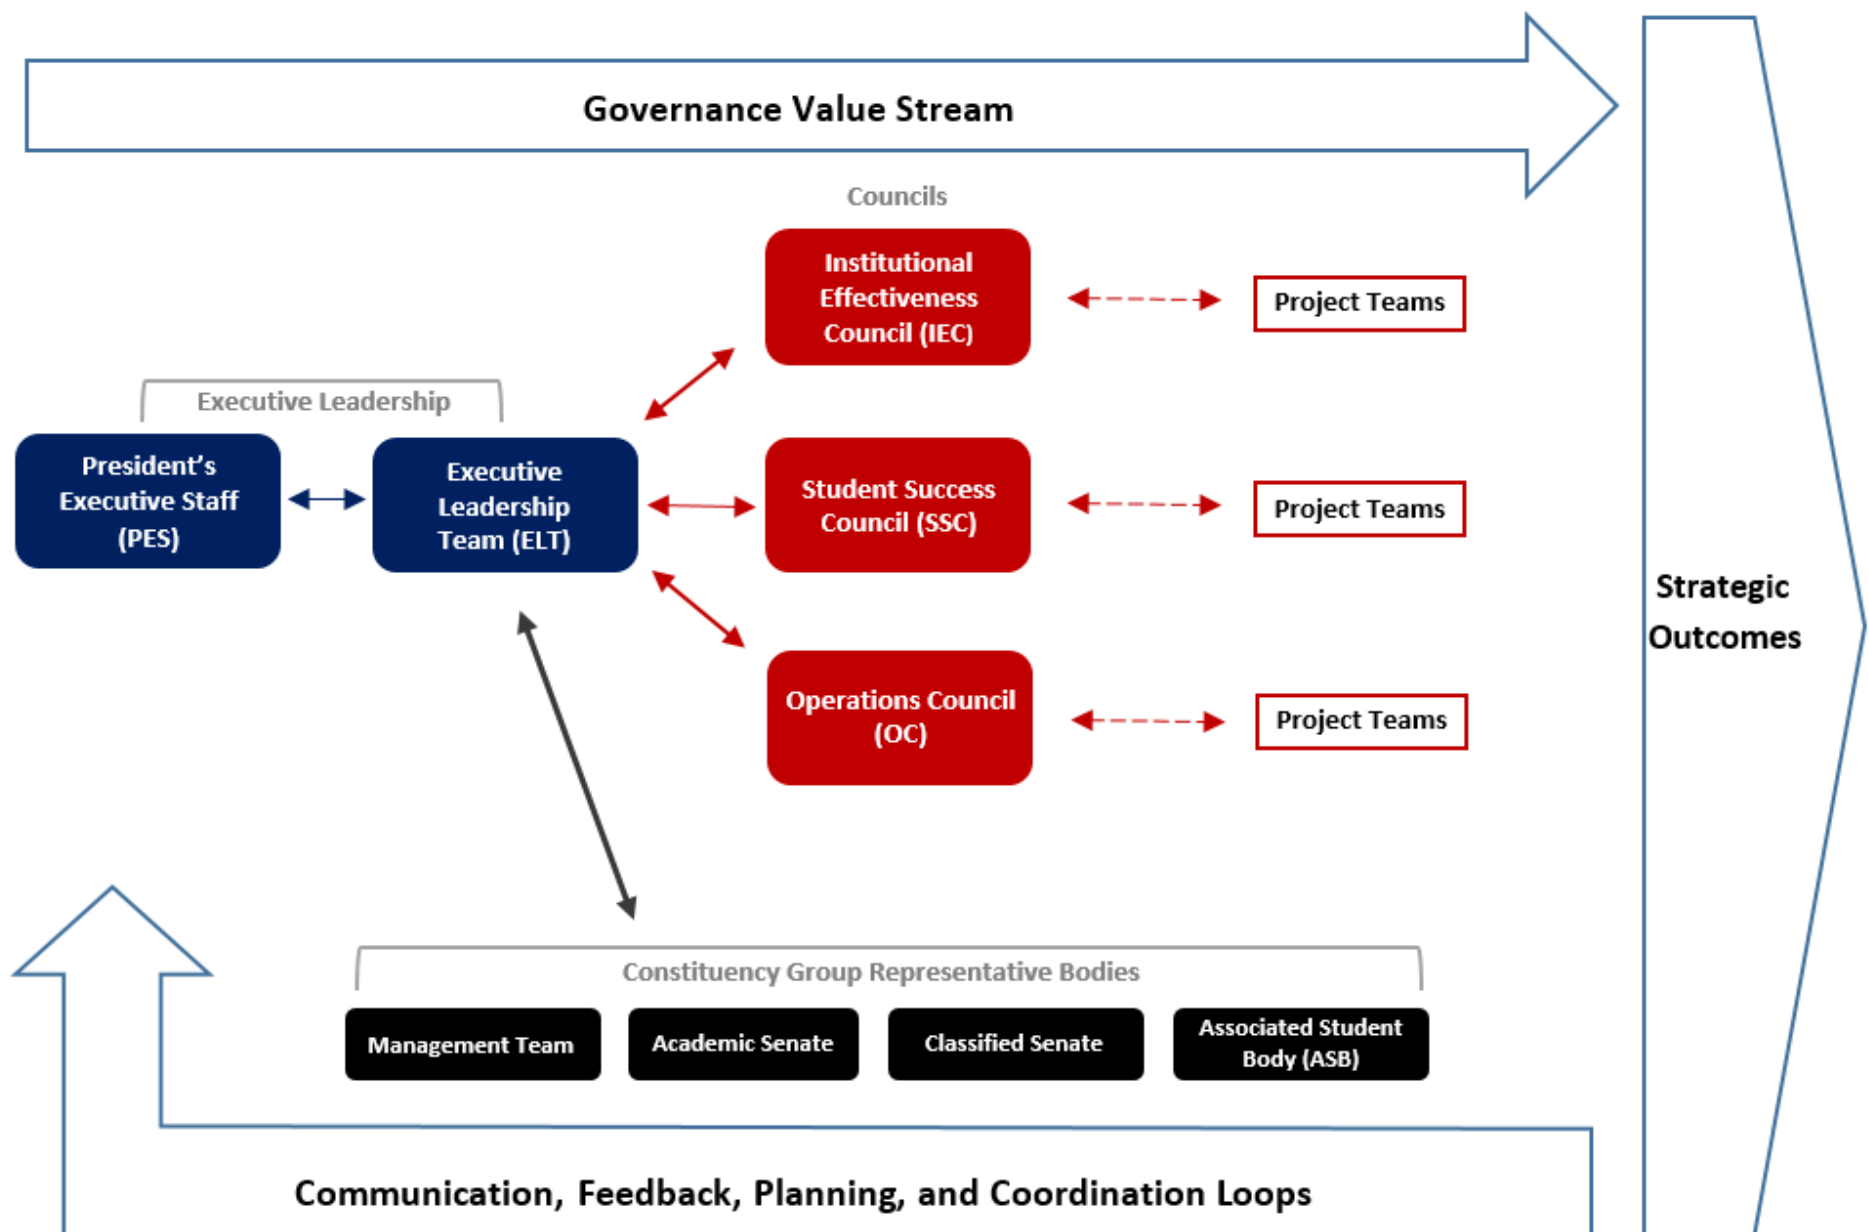 Governance Value Stream
Councils
Institutional
Effectiveness
Council (IEC)
Project Teams
Executive Leadership
President’s
Executive Staff
(PES)
Executive
Leadership
Team (ELT)
Student Success
Council (SSC)
Project Teams
Operations Council
(OC)
Project Teams
Strategic
Outcomes
Constituency Group Representative Bodies
Management Team
Academic Senate
Classified Senate
Associated Student
Body (ASB)
Communication, Feedback, Planning, and Coordination Loops